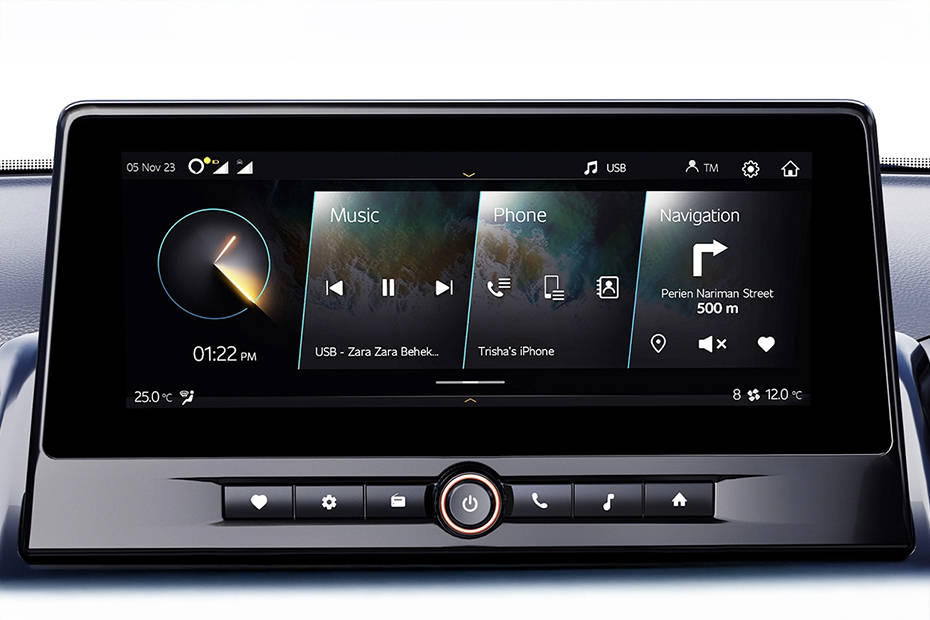 05 Nov 23
USB
TM
Music
Phone
Navigation
Perien Nariman Street
500 m
01:22 PM
USB - Zara Zara Behek...
Trisha's iPhone
25.0 °C
8
12.0 °C